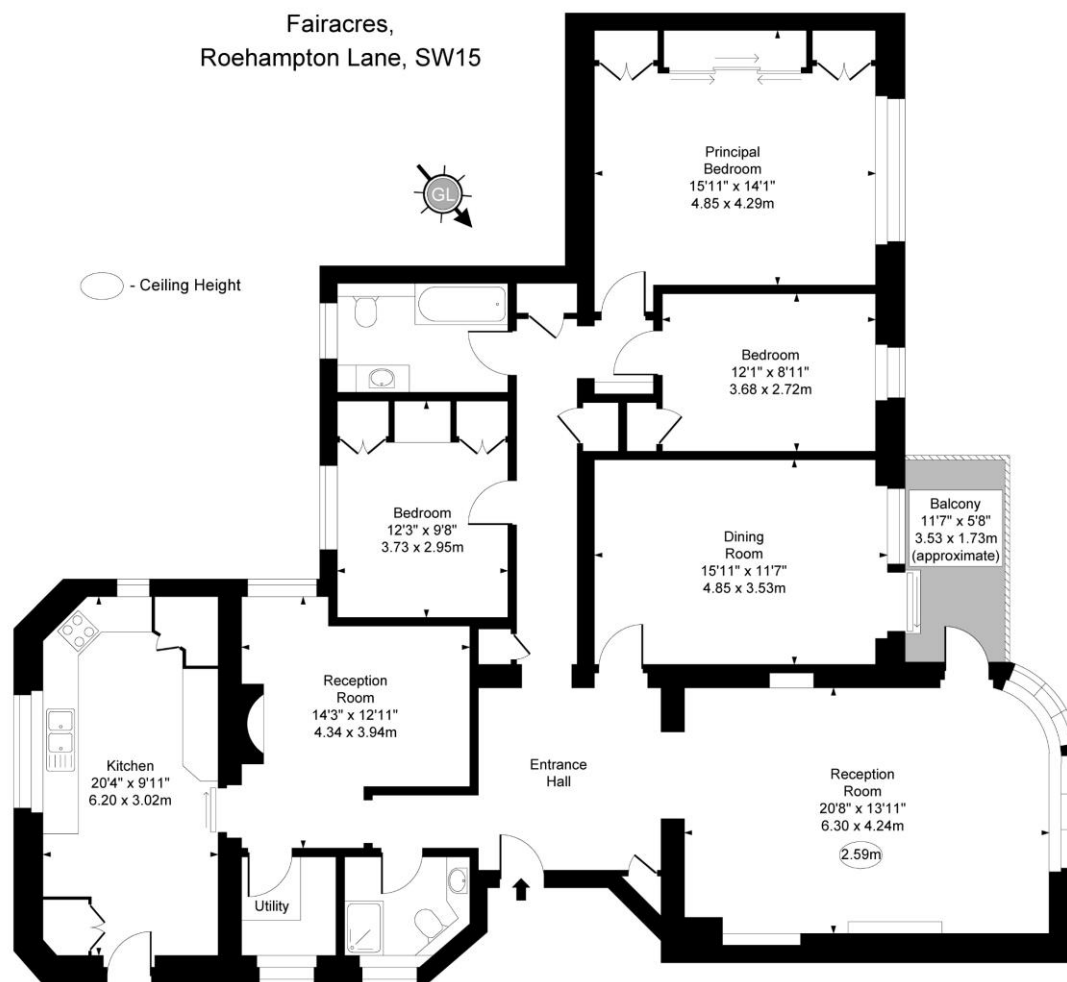 Fairacres,
Roehampton Lane, SW15
GL
- Ceiling Height
Principal
Bedroom
15'11" x 14'1"
4.85 x 4.29m
Bedroom
12'1" x 8'11"
3.68 x 2.72m
Bedroom
12'3" x 9'8"
3.73 x 2.95m
Dining
Room
15'11" x 11'7"
4.85 x 3.53m
Balcony
11'7" x 5'8"
3.53 x 1.73m
(approximate)
Reception
Room
14'3" x 12'11"
4.34 x 3.94m
Kitchen
20'4" x 9'11"
6.20 x 3.02m
Entrance
Hall
Reception
Room
20'8" x 13'11"
6.30 x 4.24m
2.59m
Utility